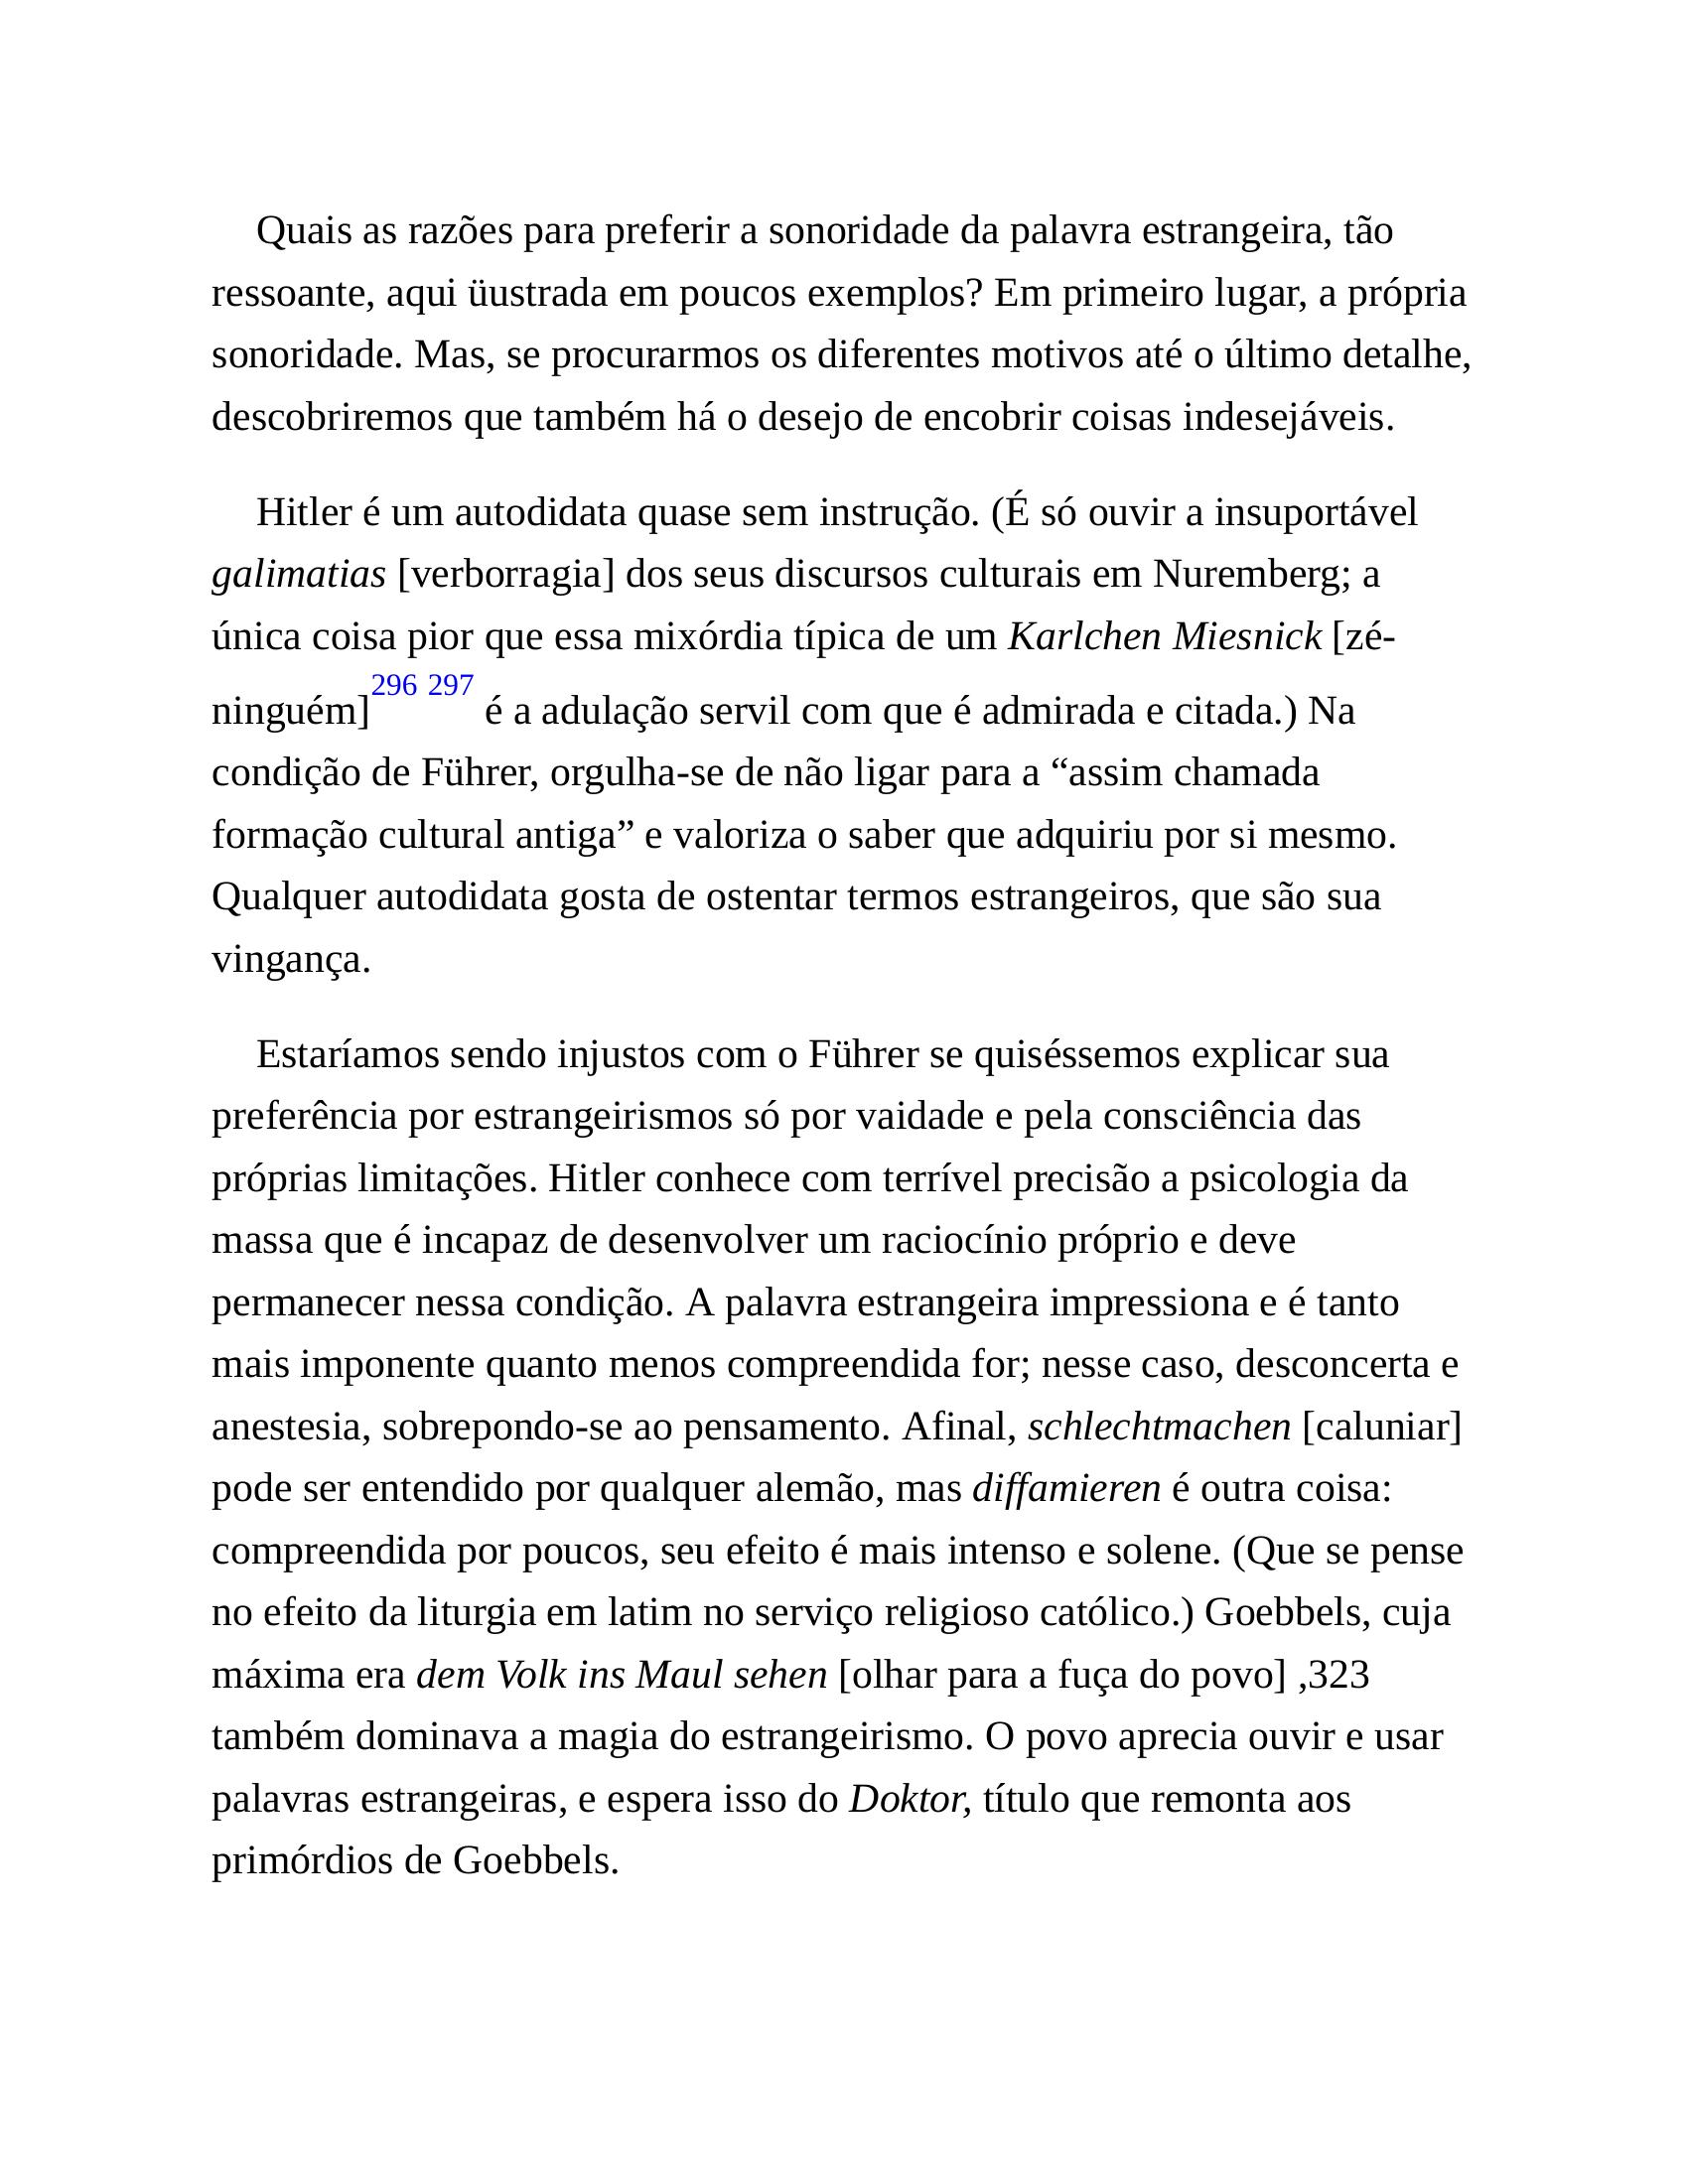 Quais as razões para preferir a sonoridade da palavra estrangeira, tão
ressoante, aqui üustrada em poucos exemplos? Em primeiro lugar, a própria
sonoridade. Mas, se procurarmos os diferentes motivos até o último detalhe,
descobriremos que também há o desejo de encobrir coisas indesejáveis.
Hitler é um autodidata quase sem instrução. (É só ouvir a insuportável
galimatias [verborragia] dos seus discursos culturais em Nuremberg; a
única coisa pior que essa mixórdia típica de um Karlchen Miesnick [zé-
ninguém]296 297 é a adulação servil com que é admirada e citada.) Na
condição de Führer, orgulha-se de não ligar para a “assim chamada
formação cultural antiga” e valoriza o saber que adquiriu por si mesmo.
Qualquer autodidata gosta de ostentar termos estrangeiros, que são sua
vingança.
Estaríamos sendo injustos com o Führer se quiséssemos explicar sua
preferência por estrangeirismos só por vaidade e pela consciência das
próprias limitações. Hitler conhece com terrível precisão a psicologia da
massa que é incapaz de desenvolver um raciocínio próprio e deve
permanecer nessa condição. A palavra estrangeira impressiona e é tanto
mais imponente quanto menos compreendida for; nesse caso, desconcerta e
anestesia, sobrepondo-se ao pensamento. Afinal, schlechtmachen [caluniar]
pode ser entendido por qualquer alemão, mas diffamieren é outra coisa:
compreendida por poucos, seu efeito é mais intenso e solene. (Que se pense
no efeito da liturgia em latim no serviço religioso católico.) Goebbels, cuja
máxima era dem Volk ins Maul sehen [olhar para a fuça do povo] ,323
também dominava a magia do estrangeirismo. O povo aprecia ouvir e usar
palavras estrangeiras, e espera isso do Doktor, título que remonta aos
primórdios de Goebbels.